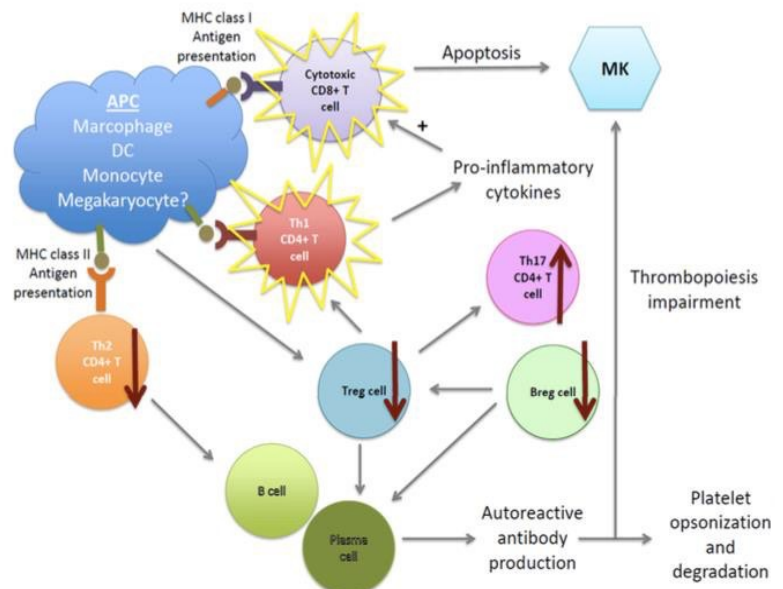 MHC class I
Antigen
presentation
Cytotoxic
CD8+ T
cell
Apoptosis
MK
APC
Marcophage
DC
Monocyte
Megakaryocyte?
+
Pro-inflammatory
cytokines
Th1
CD4+ T
cell
MHC class II
Antigen
presentation
Th17
CD4+ T
cell
Thrombopoiesis
impairment
Th2
CD4+ T
cell
Treg cell
Breg cell
B cell
Plasma
cell
Autoreactive
antibody
production
Platelet
opsonization
and
degradation